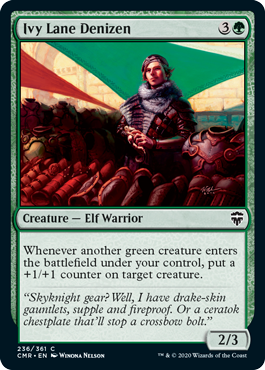 Ivy Lane Denizen 3
Creature — Elf Warrior
Whenever another green creature enters
the battlefield under your control, put a
+1/+1 counter on target creature.
“Skyknight gear? Well, I have drake-skin
gauntlets, supple and fireproof. Or a ceratok
chestplate that’ll stop a crossbow bolt.”
2/3
236/361 C
CMR • EN Winona Nelson
™ & © 2020 Wizards of the Coast